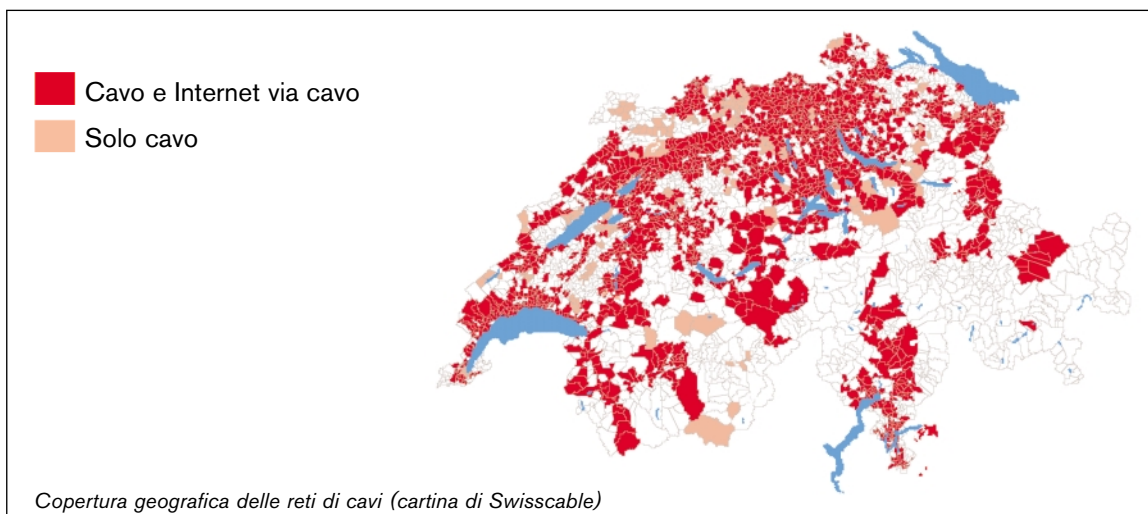 Cavo e Internet via cavo
Solo cavo
Copertura geografica delle reti di cavi (cartina di Swisscable)